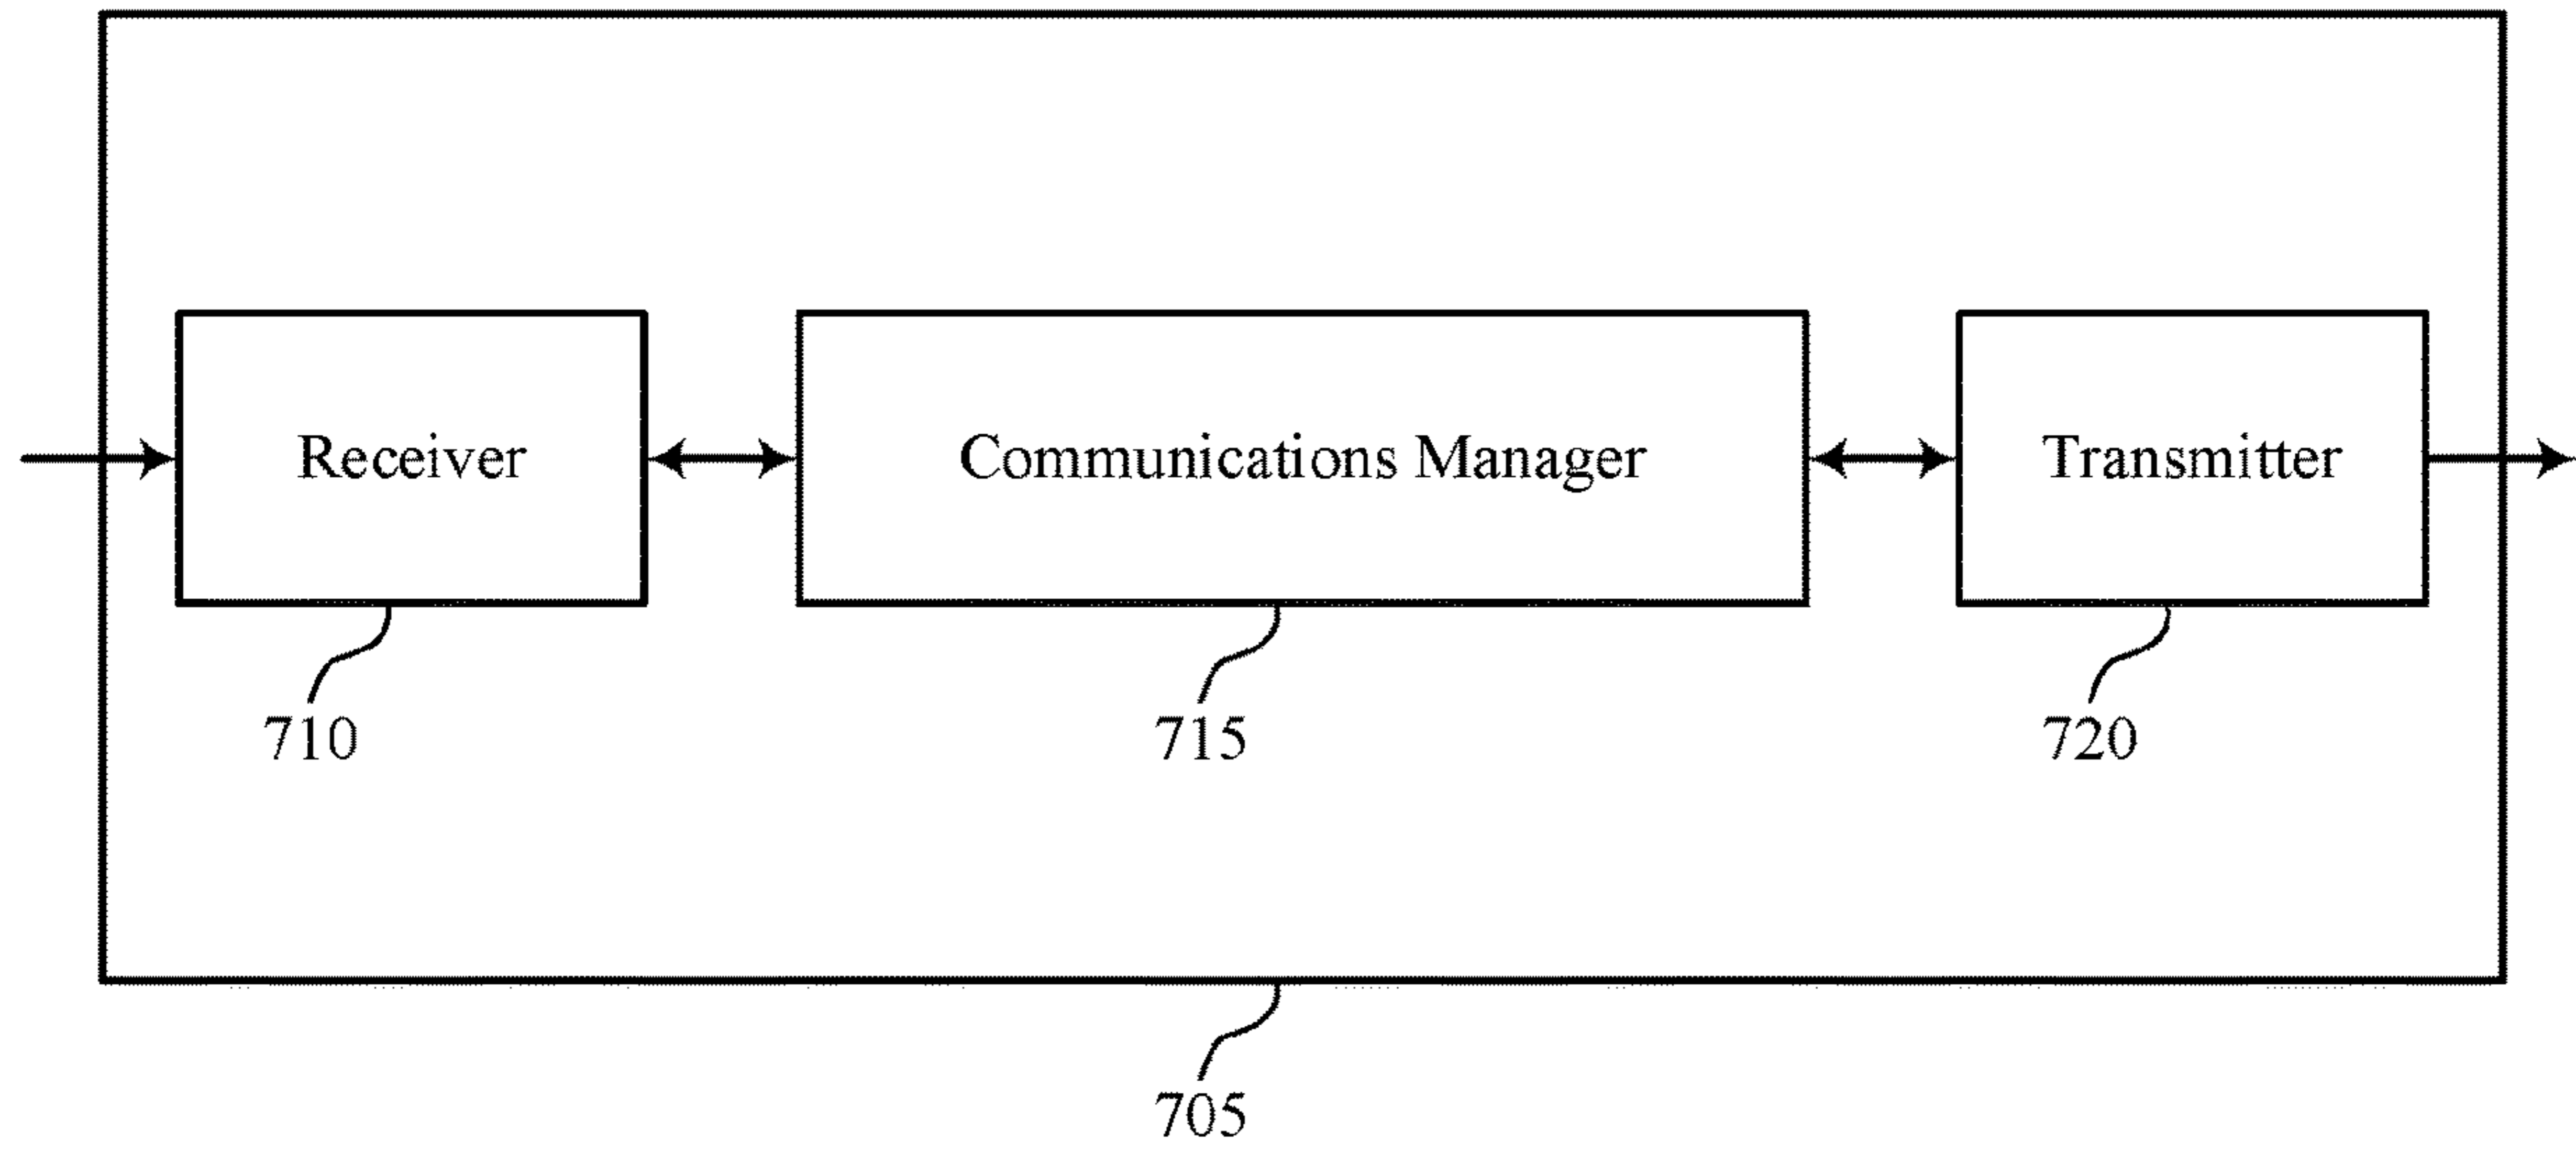 Receiver
Communications Manager
Transmitter
710
715
720
705